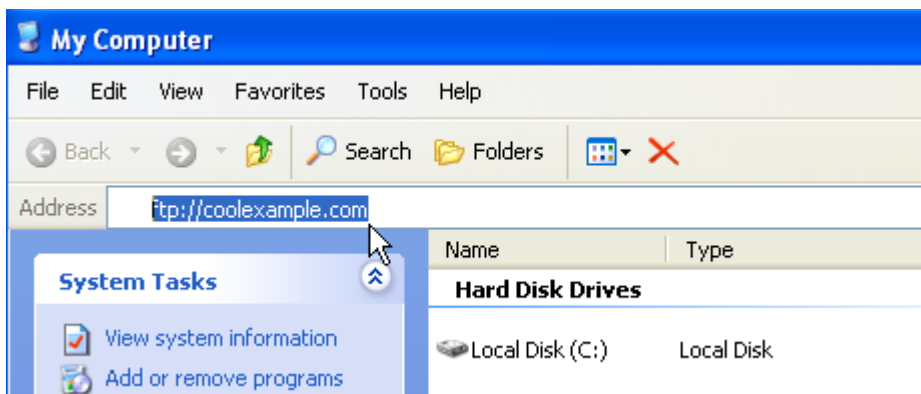 My Computer
File Edit View Favorites Tools Help
Back Search Folders
Address ftp://coolexample.com
Name Type
System Tasks
Hard Disk Drives
View system information
Local Disk (C:) Local Disk
Add or remove programs